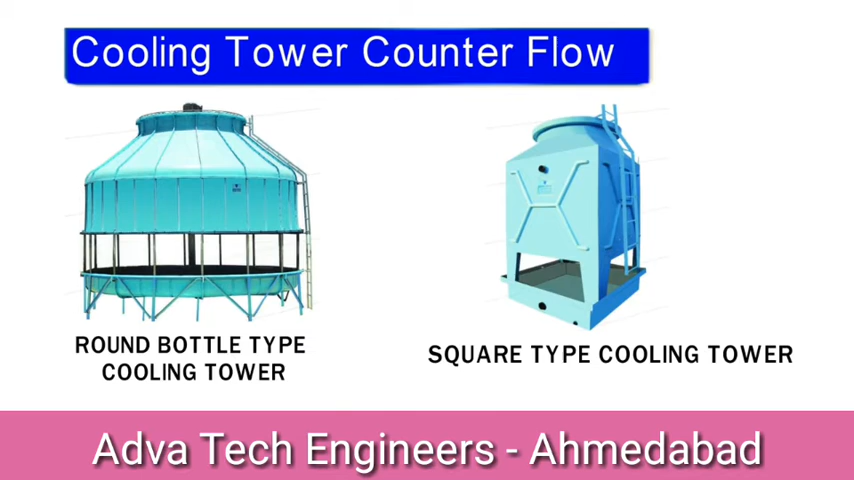 Cooling Tower Counter Flow
ROUND BOTTLE TYPE
COOLING TOWER
SQUARE TYPE COOLING TOWER
Adva Tech Engineers - Ahmedabad